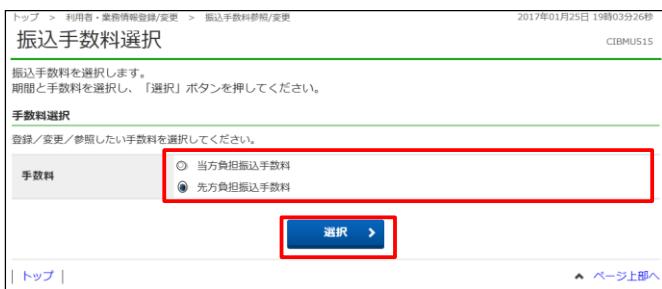 トップ > 利用者・業務情報登録/変更 > 振込手数料参照/変更 2017年01月25日 19時03分26秒
振込手数料選択 CIBMU515
振込手数料を選択します。
期間と手数料を選択し、「選択」ボタンを押してください。
手数料選択
登録/変更/参照したい手数料を選択してください。
手数料
当方負担振込手数料
先方負担振込手数料
選択 >
| トップ | ページ上部へ